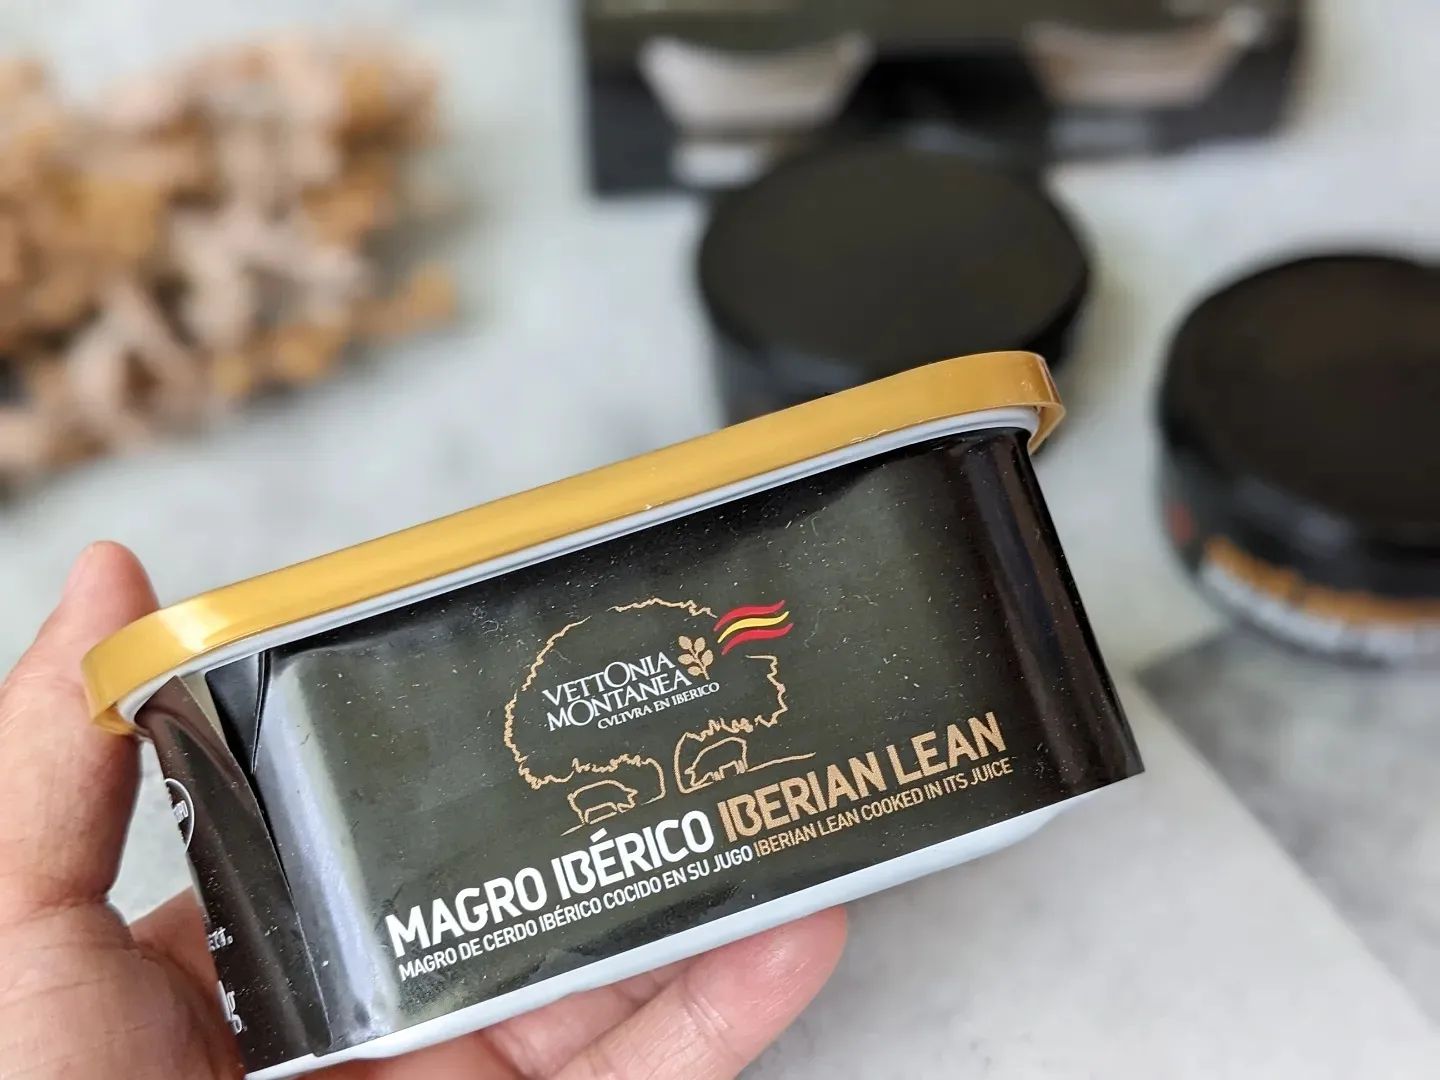 VETTONIA
MONTANEA
CVLTVRA EN IBERICO
MAGRO IBÉRICO IBERIAN LEAN
MAGRO DE CERDO IBÉRICO COCIDO EN SU JUGO IBERIAN LEAN COOKED IN ITS JUICE